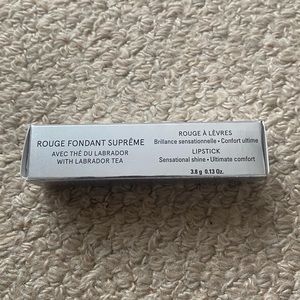 ROUGE FONDANT SUPRÊME
AVEC THÉ DU LABRADOR
WITH LABRADOR TEA
ROUGE À LÈVRES
Brillance sensationnelle • Confort ultime
LIPSTICK
Sensational shine • Ultimate comfort
3.8 g 0.13 Oz.